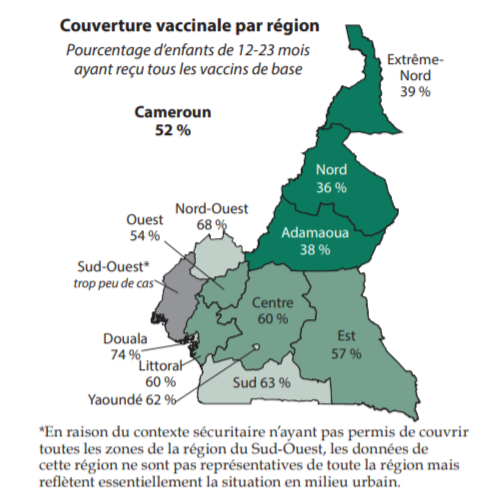 Couverture vaccinale par région
Pourcentage d'enfants de 12-23 mois
ayant reçu tous les vaccins de base
Cameroun
52 %
Extrême-
Nord
39 %
Nord
36 %
Adamaoua
38 %
Nord-Ouest
68 %
Ouest
54 %
Sud-Ouest*
trop peu de cas
Centre
60 %
Est
57 %
Douala
74 %
Littoral
60 %
Yaoundé 62 %
Sud 63 %
*En raison du contexte sécuritaire n'ayant pas permis de couvrir
toutes les zones de la région du Sud-Ouest, les données de
cette région ne sont pas représentatives de toute la région mais
reflètent essentiellement la situation en milieu urbain.